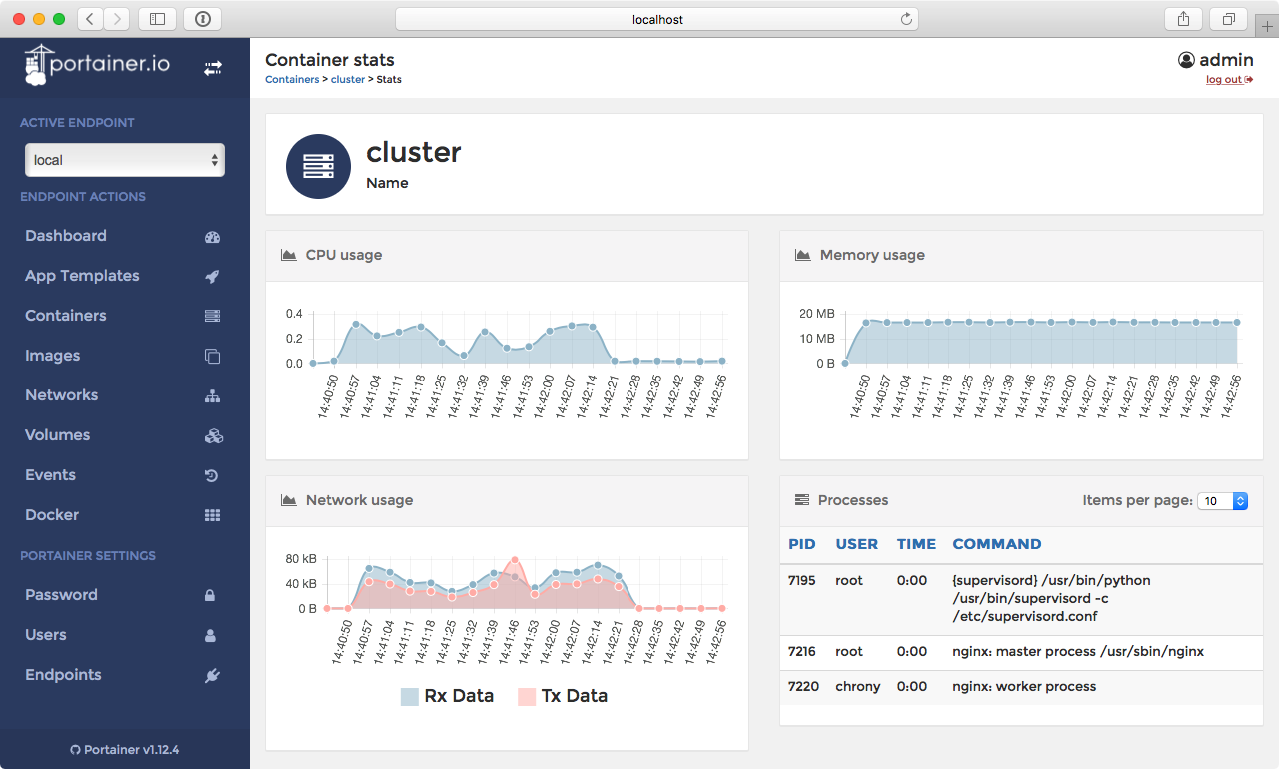 localhost
portainer.io
ACTIVE ENDPOINT
local
ENDPOINT ACTIONS
Dashboard
App Templates
Containers
Images
Networks
Volumes
Events
Docker
PORTAINER SETTINGS
Password
Users
Endpoints
Portainer v1.12.4
Container stats
Containers > cluster > Stats
admin
log out
cluster
Name
CPU usage
0.4
0.2
0.0
14:40:50 14:40:57 14:41:04 14:41:11 14:41:18 14:41:25 14:41:32 14:41:39 14:41:46 14:41:53 14:42:00 14:42:07 14:42:14 14:42:21 14:42:28 14:42:35 14:42:42 14:42:49 14:42:56
Memory usage
20 MB
10 MB
0 B
14:40:50 14:40:57 14:41:04 14:41:11 14:41:18 14:41:25 14:41:32 14:41:39 14:41:46 14:41:53 14:42:00 14:42:07 14:42:14 14:42:21 14:42:28 14:42:35 14:42:42 14:42:49 14:42:56
Network usage
80 kB
40 kB
0 B
14:40:50 14:40:57 14:41:04 14:41:11 14:41:18 14:41:25 14:41:32 14:41:39 14:41:46 14:41:53 14:42:00 14:42:07 14:42:14 14:42:21 14:42:28 14:42:35 14:42:42 14:42:49 14:42:56
Rx Data Tx Data
Processes
Items per page: 10
PID USER TIME COMMAND
7195 root 0:00 {supervisord} /usr/bin/python
/usr/bin/supervisord -c
/etc/supervisord.conf
7216 root 0:00 nginx: master process /usr/sbin/nginx
7220 chrony 0:00 nginx: worker process